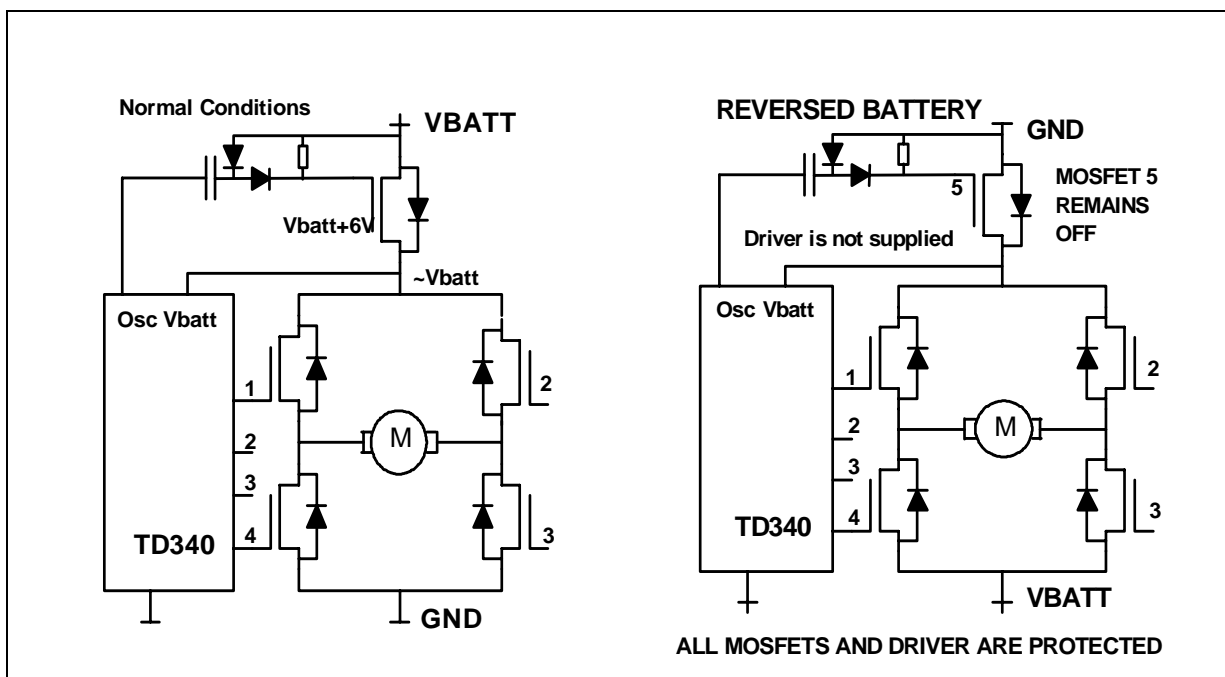 Normal Conditions
VBATT
Vbatt+6V
~Vbatt
Osc Vbatt
1
2
2
M
3
4
3
TD340
GND
REVERSED BATTERY
GND
5
MOSFET 5
REMAINS
OFF
Driver is not supplied
Osc Vbatt
1
2
2
M
3
4
3
TD340
VBATT
ALL MOSFETS AND DRIVER ARE PROTECTED